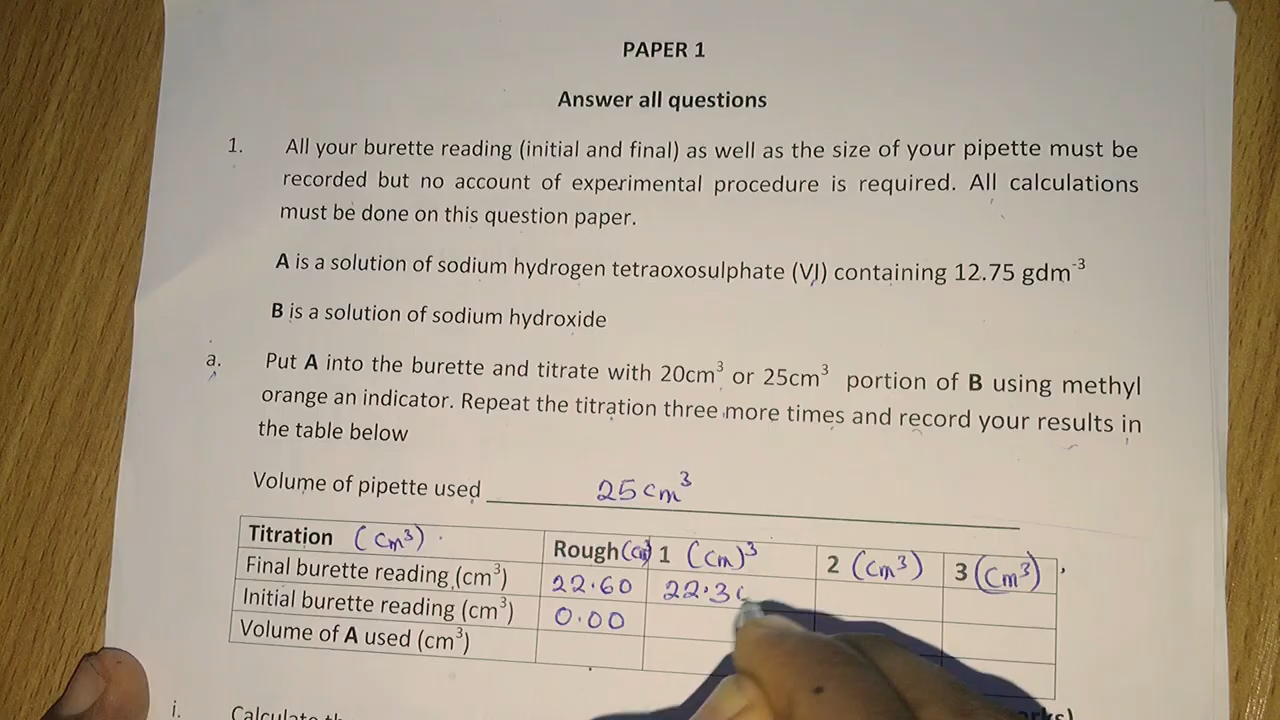 PAPER 1
Answer all questions
1. All your burette reading (initial and final) as well as the size of your pipette must be
recorded but no account of experimental procedure is required. All calculations
must be done on this question paper.
A is a solution of sodium hydrogen tetraoxosulphate (VI) containing 12.75 gdm⁻³
B is a solution of sodium hydroxide
a. Put A into the burette and titrate with 20cm³ or 25cm³ portion of B using methyl
orange an indicator. Repeat the titration three more times and record your results in
the table below
Volume of pipette used 25cm³
Titration (cm³) Rough(cm³) 1 (cm)³ 2 (cm³) 3 (cm³)
Final burette reading (cm³) 22.60 22.3
Initial burette reading (cm³) 0.00
Volume of A used (cm³)
i. Calculate